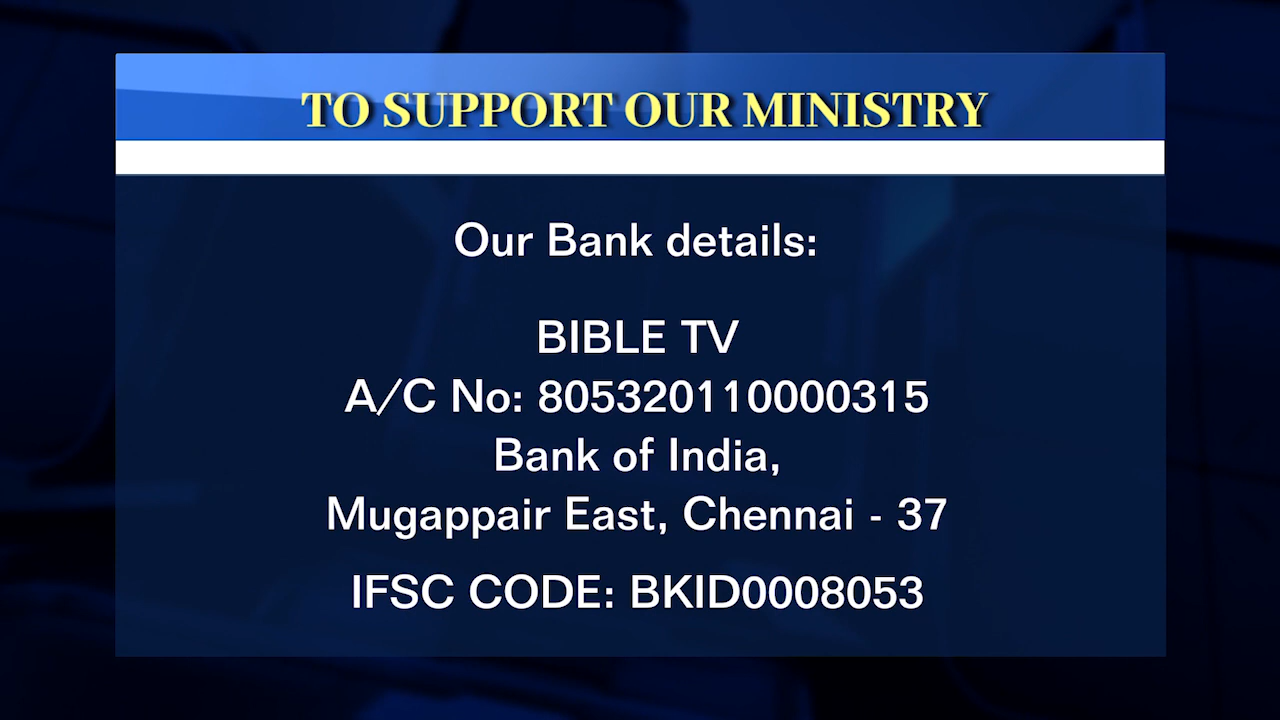 TO SUPPORT OUR MINISTRY
Our Bank details:
BIBLE TV
A/C No: 805320110000315
Bank of India,
Mugappair East, Chennai - 37
IFSC CODE: BKID0008053